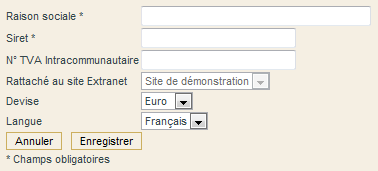 Raison sociale *
Siret *
N° TVA Intracommunautaire
Rattaché au site Extranet Site de démonstration
Devise Euro
Langue Français
Annuler Enregistrer
* Champs obligatoires